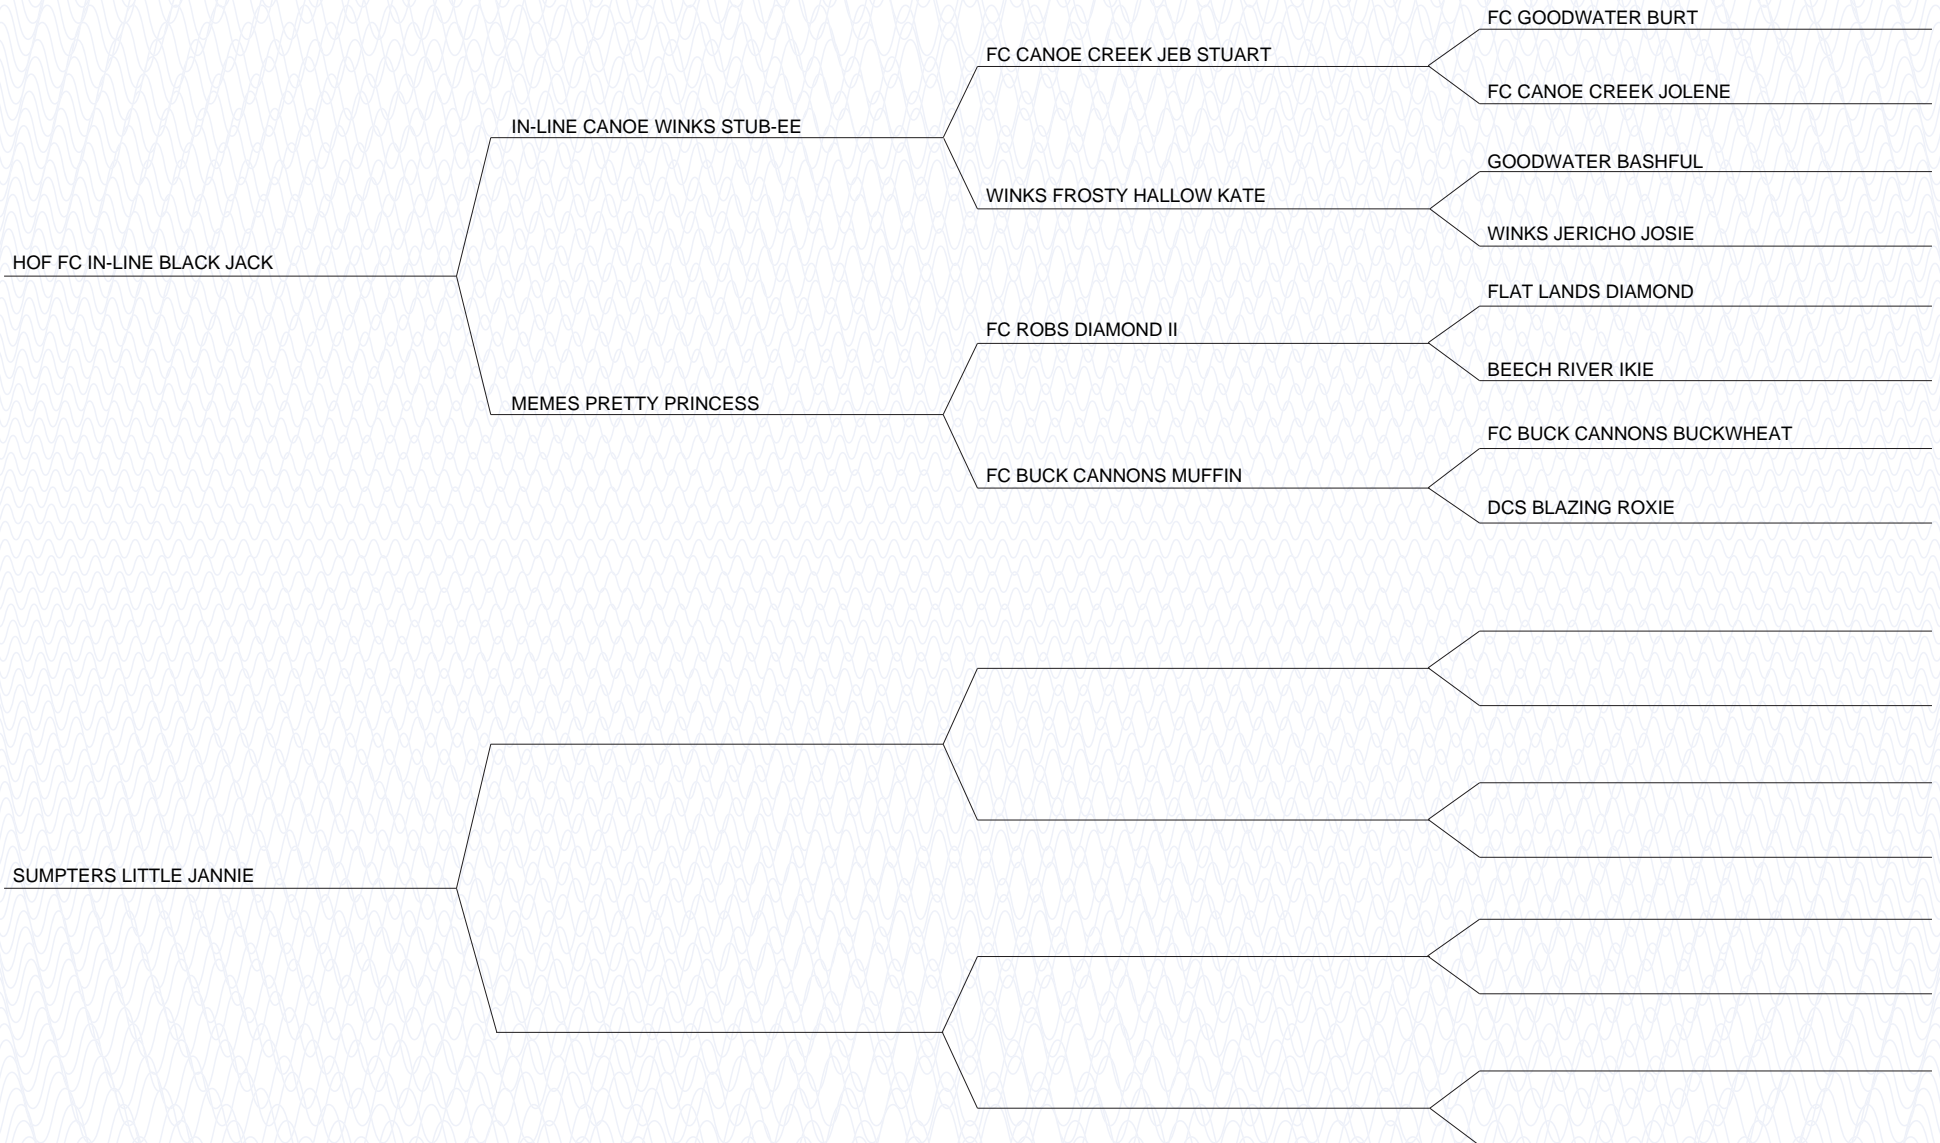 FC GOODWATER BURT
FC CANOE CREEK JEB STUART
FC CANOE CREEK JOLENE
IN-LINE CANOE WINKS STUB-EE
GOODWATER BASHFUL
WINKS FROSTY HALLOW KATE
WINKS JERICHO JOSIE
HOF FC IN-LINE BLACK JACK
FLAT LANDS DIAMOND
FC ROBS DIAMOND II
BEECH RIVER IKIE
MEMES PRETTY PRINCESS
FC BUCK CANNONS BUCKWHEAT
FC BUCK CANNONS MUFFIN
DCS BLAZING ROXIE
SUMPTERS LITTLE JANNIE